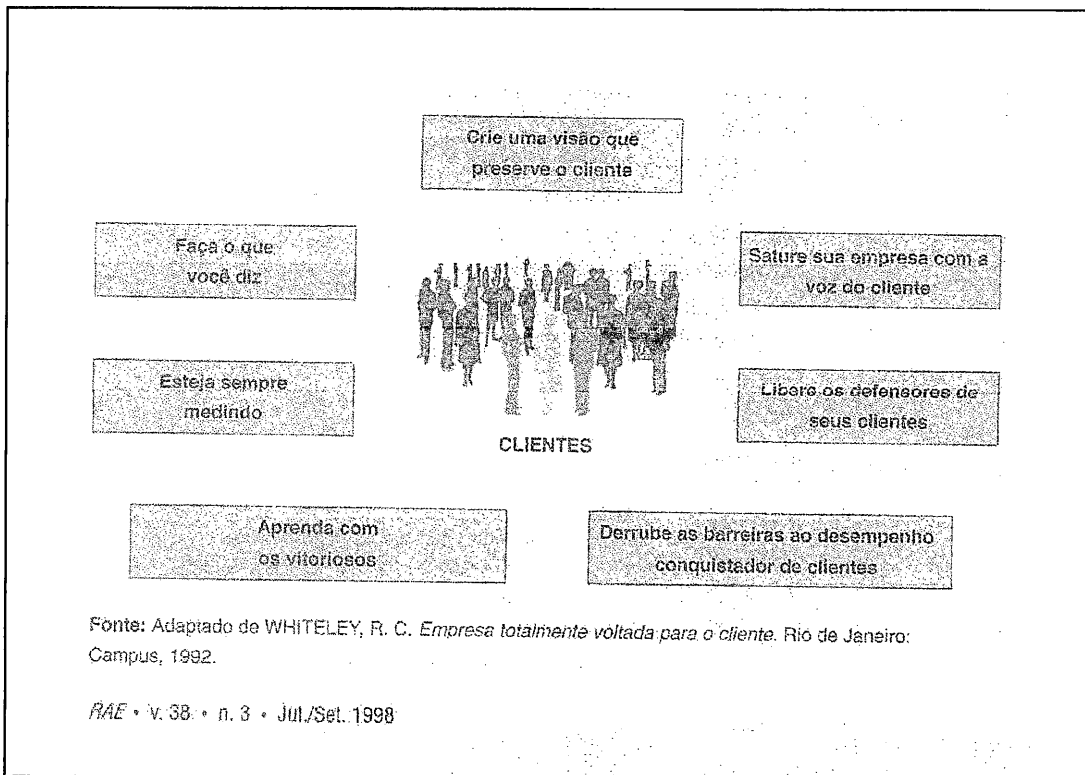 Crie uma visão que
preserve o cliente
Faça o que
você diz
Sature sua empresa com a
voz do cliente
Esteja sempre
medindo
Libere os defensores de
seus clientes
CLIENTES
Aprenda com
os vitoriosos
Derrube as barreiras ao desempenho
conquistador de clientes
Fonte: Adaptado de WHITELEY, R. C. Empresa totalmente voltada para o cliente. Rio de Janeiro:
Campus, 1992.
RAE • v. 38 • n. 3 • Jul./Set. 1998